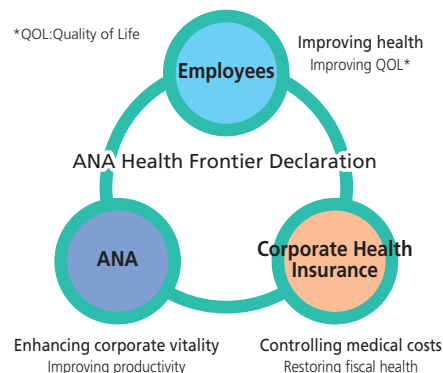 *QOL:Quality of Life
Employees
Improving health
Improving QOL*
ANA Health Frontier Declaration
ANA
Corporate Health
Insurance
Enhancing corporate vitality
Improving productivity
Controlling medical costs
Restoring fiscal health